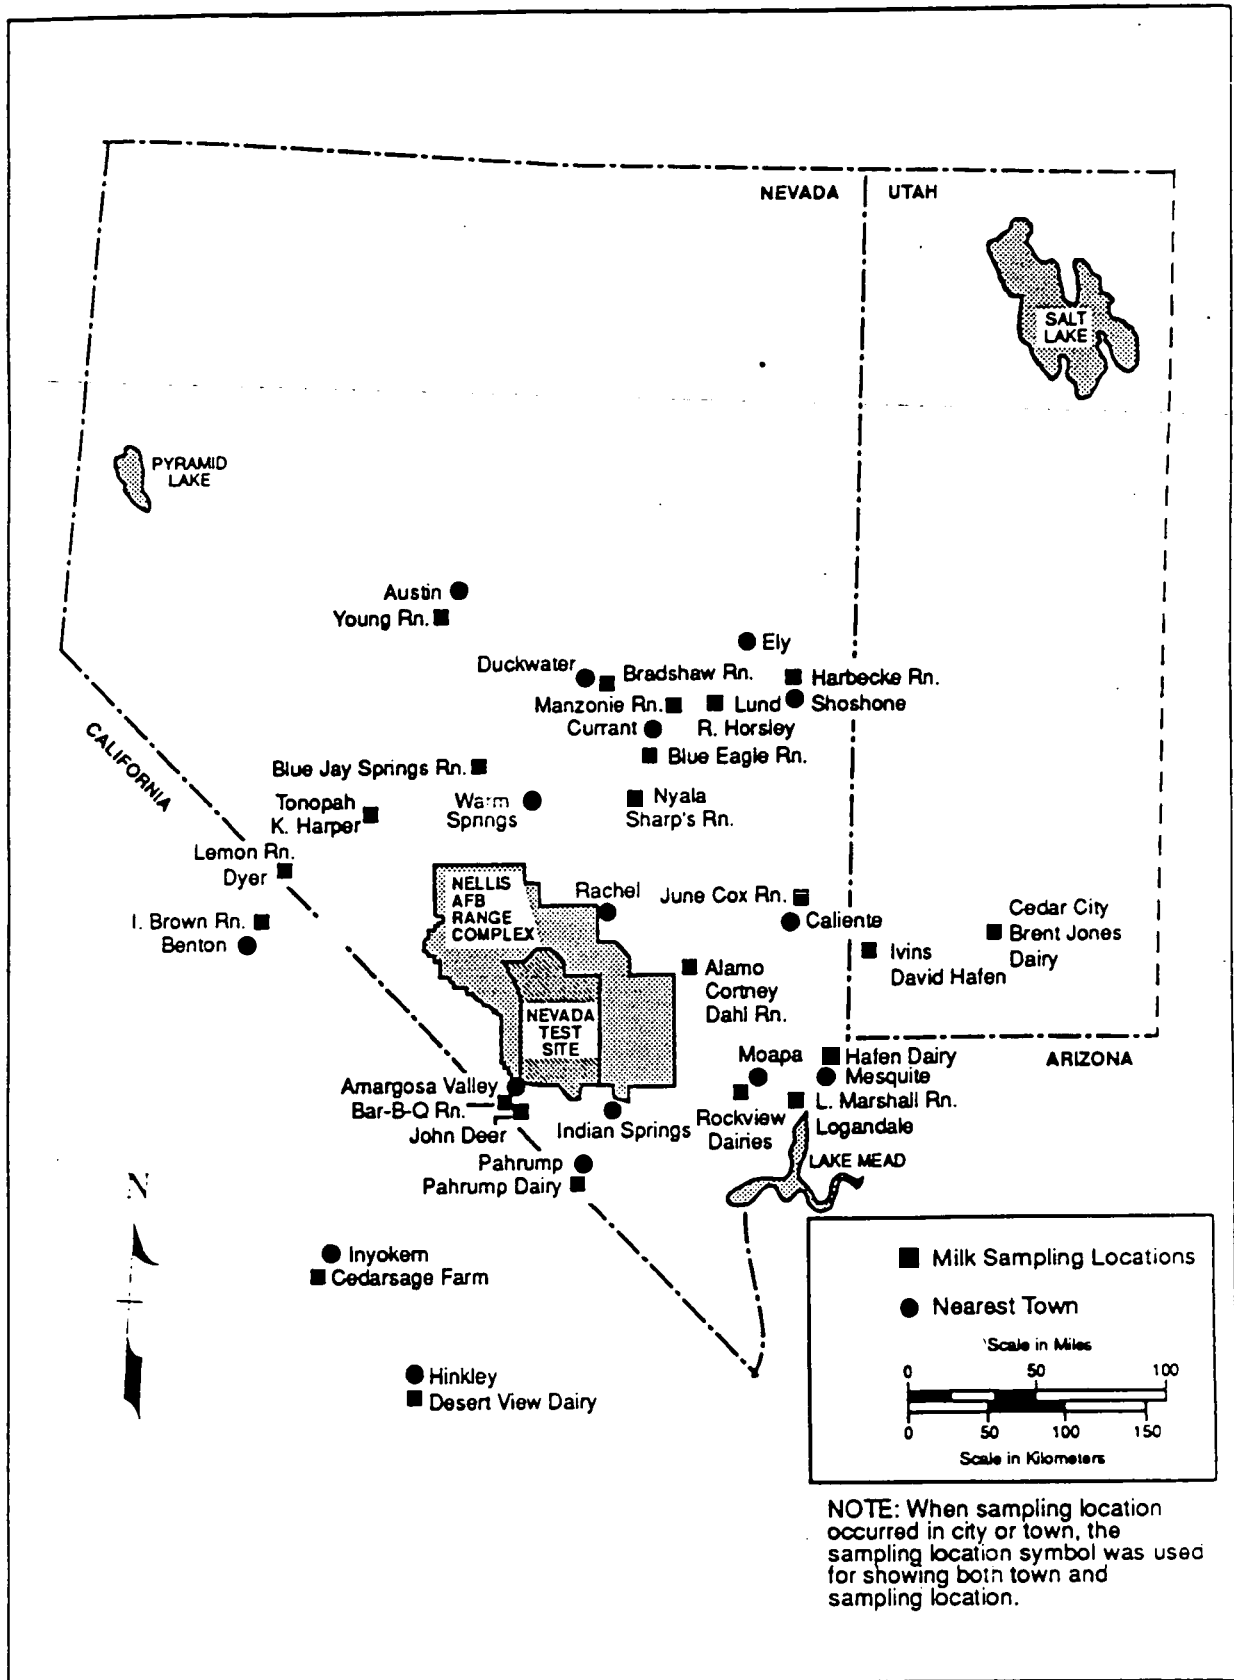 NEVADA
UTAH
SALT
LAKE
PYRAMID
LAKE
Austin
Young Rn.
Ely
Duckwater
Bradshaw Rn.
Harbecke Rn.
Manzonie Rn.
Lund
Shoshone
Currant
R. Horsley
Blue Eagle Rn.
CALIFORNIA
Blue Jay Springs Rn.
Tonopah
K. Harper
Warm
Springs
Nyala
Sharp's Rn.
Lemon Rn.
Dyer
NELLIS
AFB
RANGE
COMPLEX
Rachel
June Cox Rn.
Caliente
I. Brown Rn.
Benton
Cedar City
Brent Jones
Dairy
Ivins
David Hafen
Alamo
Cortney
Dahl Rn.
NEVADA
TEST
SITE
Moapa
Hafen Dairy
ARIZONA
Mesquite
Amargosa Valley
Bar-B-Q Rn.
John Deer
Indian Springs
Rockview
Dairies
L. Marshall Rn.
Logandale
LAKE MEAD
Pahrump
Pahrump Dairy
N
Inyokern
Cedarsage Farm
Hinkley
Desert View Dairy
Milk Sampling Locations
Nearest Town
Scale in Miles
0 50 100
0 50 100 150
Scale in Kilometers
NOTE: When sampling location
occurred in city or town, the
sampling location symbol was used
for showing both town and
sampling location.